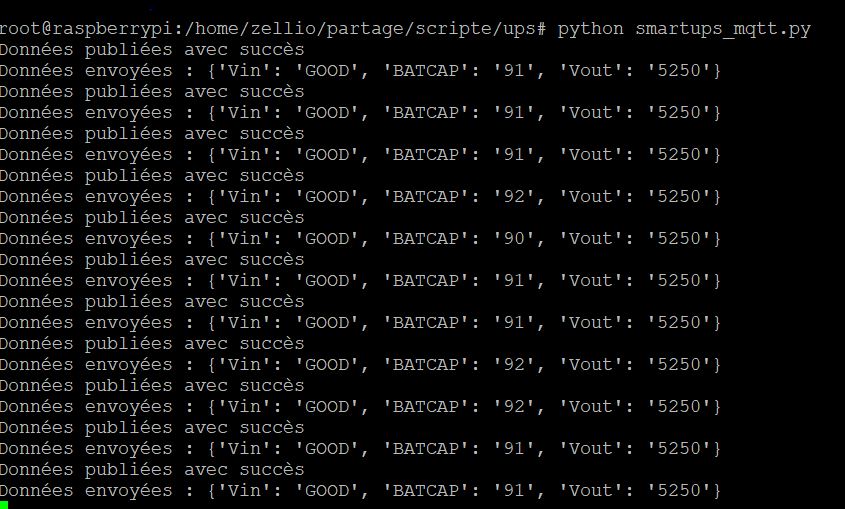 root@raspberrypi:/home/zellio/partage/scripte/ups# python smartups_mqtt.py
Données publiées avec succès
Données envoyées : {'Vin': 'GOOD', 'BATCAP': '91', 'Vout': '5250'}
Données publiées avec succès
Données envoyées : {'Vin': 'GOOD', 'BATCAP': '91', 'Vout': '5250'}
Données publiées avec succès
Données envoyées : {'Vin': 'GOOD', 'BATCAP': '91', 'Vout': '5250'}
Données publiées avec succès
Données envoyées : {'Vin': 'GOOD', 'BATCAP': '92', 'Vout': '5250'}
Données publiées avec succès
Données envoyées : {'Vin': 'GOOD', 'BATCAP': '90', 'Vout': '5250'}
Données publiées avec succès
Données envoyées : {'Vin': 'GOOD', 'BATCAP': '91', 'Vout': '5250'}
Données publiées avec succès
Données envoyées : {'Vin': 'GOOD', 'BATCAP': '91', 'Vout': '5250'}
Données publiées avec succès
Données envoyées : {'Vin': 'GOOD', 'BATCAP': '92', 'Vout': '5250'}
Données publiées avec succès
Données envoyées : {'Vin': 'GOOD', 'BATCAP': '92', 'Vout': '5250'}
Données publiées avec succès
Données envoyées : {'Vin': 'GOOD', 'BATCAP': '91', 'Vout': '5250'}
Données publiées avec succès
Données envoyées : {'Vin': 'GOOD', 'BATCAP': '91', 'Vout': '5250'}